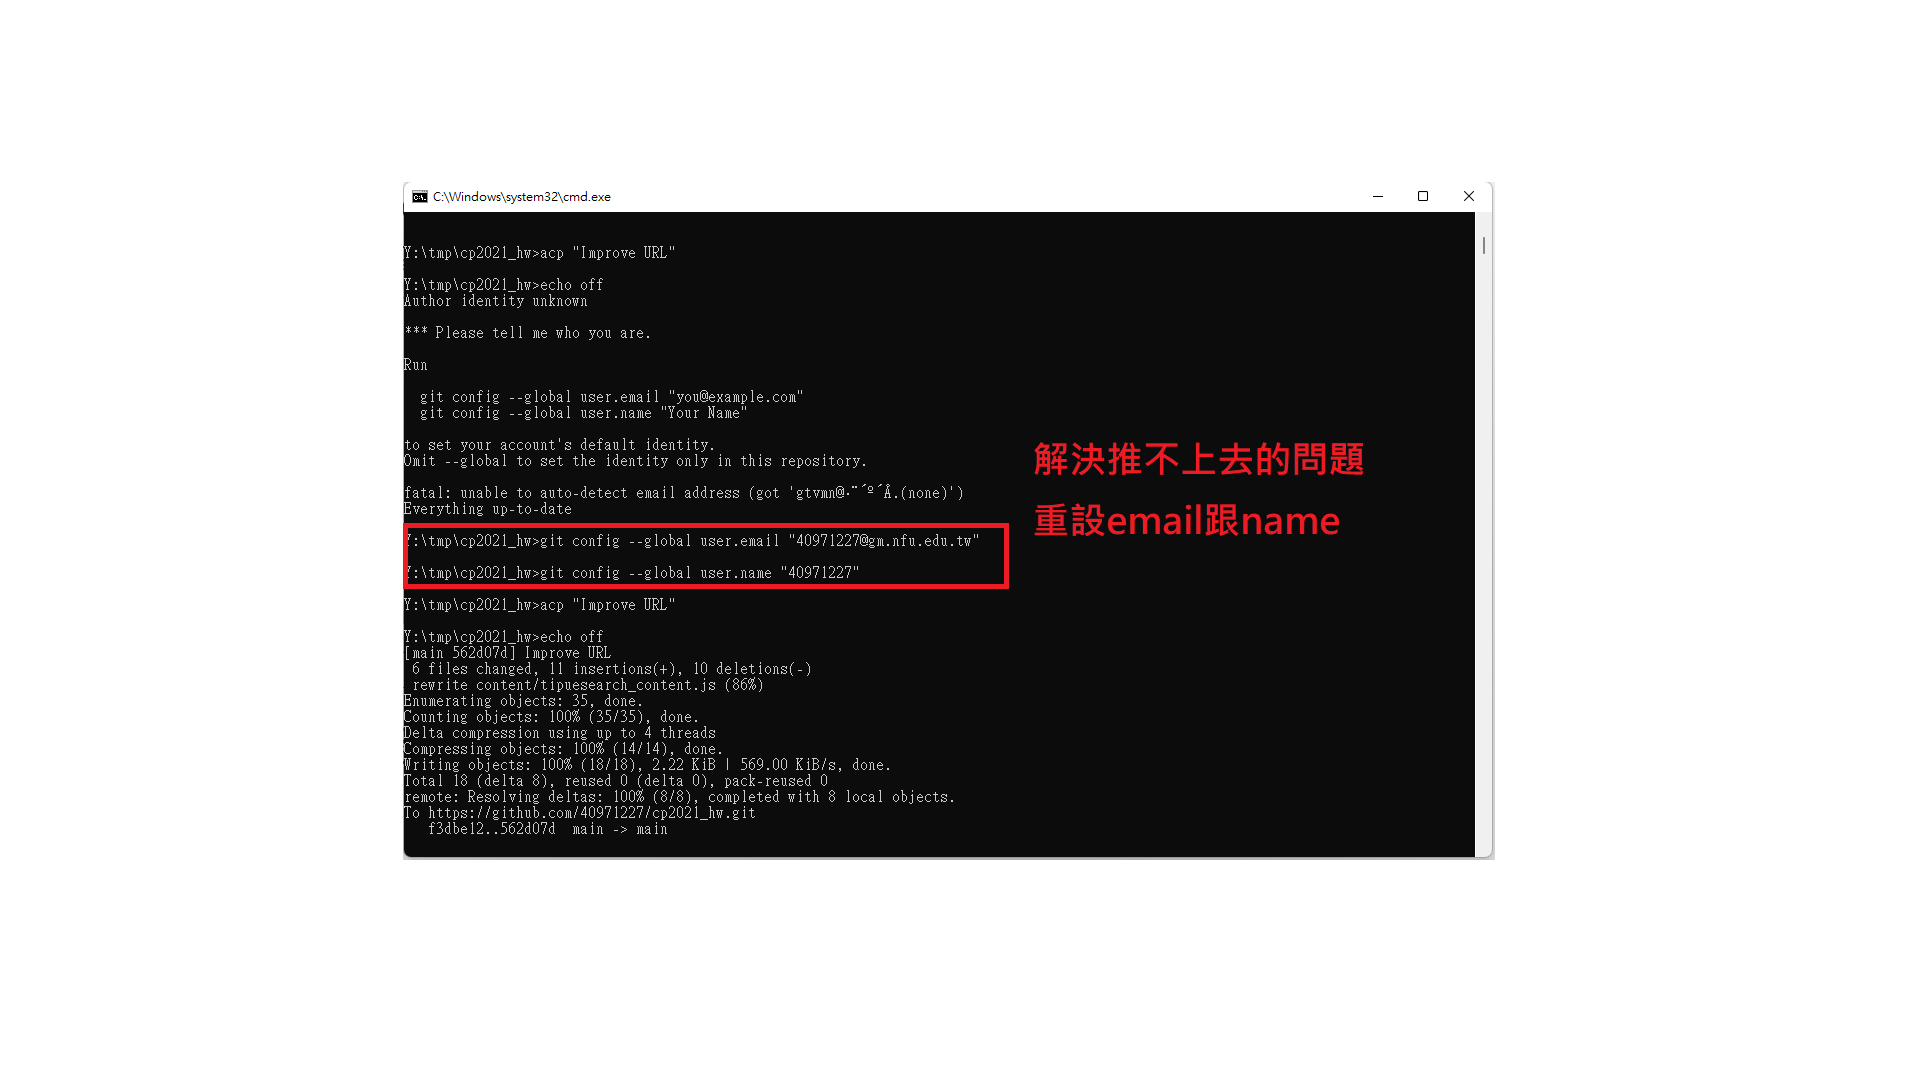 C:\Windows\system32\cmd.exe
Y:\tmp\cp2021_hw>acp "Improve URL"
Y:\tmp\cp2021_hw>echo off
Author identity unknown
*** Please tell me who you are.
Run
git config --global user.email "you@example.com"
git config --global user.name "Your Name"
to set your account's default identity.
Omit --global to set the identity only in this repository.
fatal: unable to auto-detect email address (got 'gtvmn@·¨´º´Å.(none)')
Everything up-to-date
Y:\tmp\cp2021_hw>git config --global user.email "40971227@gm.nfu.edu.tw"
Y:\tmp\cp2021_hw>git config --global user.name "40971227"
Y:\tmp\cp2021_hw>acp "Improve URL"
Y:\tmp\cp2021_hw>echo off
[main 562d07d] Improve URL
6 files changed, 11 insertions(+), 10 deletions(-)
rewrite content/tipuesearch_content.js (86%)
Enumerating objects: 35, done.
Counting objects: 100% (35/35), done.
Delta compression using up to 4 threads
Compressing objects: 100% (14/14), done.
Writing objects: 100% (18/18), 2.22 KiB | 569.00 KiB/s, done.
Total 18 (delta 8), reused 0 (delta 0), pack-reused 0
remote: Resolving deltas: 100% (8/8), completed with 8 local objects.
To https://github.com/40971227/cp2021_hw.git
f3dbe12..562d07d  main -> main
解決推不上去的問題
重設email跟name